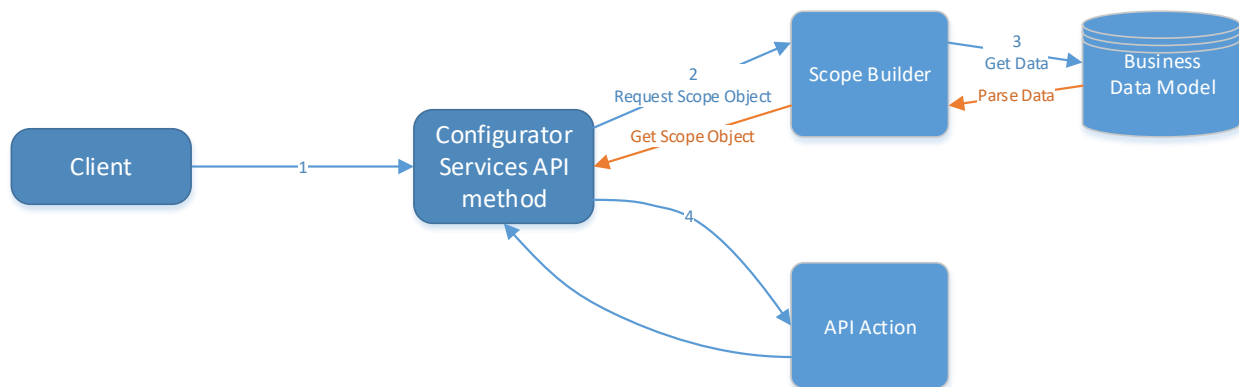 Client
1
Configurator
Services API
method
2
Request Scope Object
Get Scope Object
Scope Builder
3
Get Data
Parse Data
Business
Data Model
4
API Action